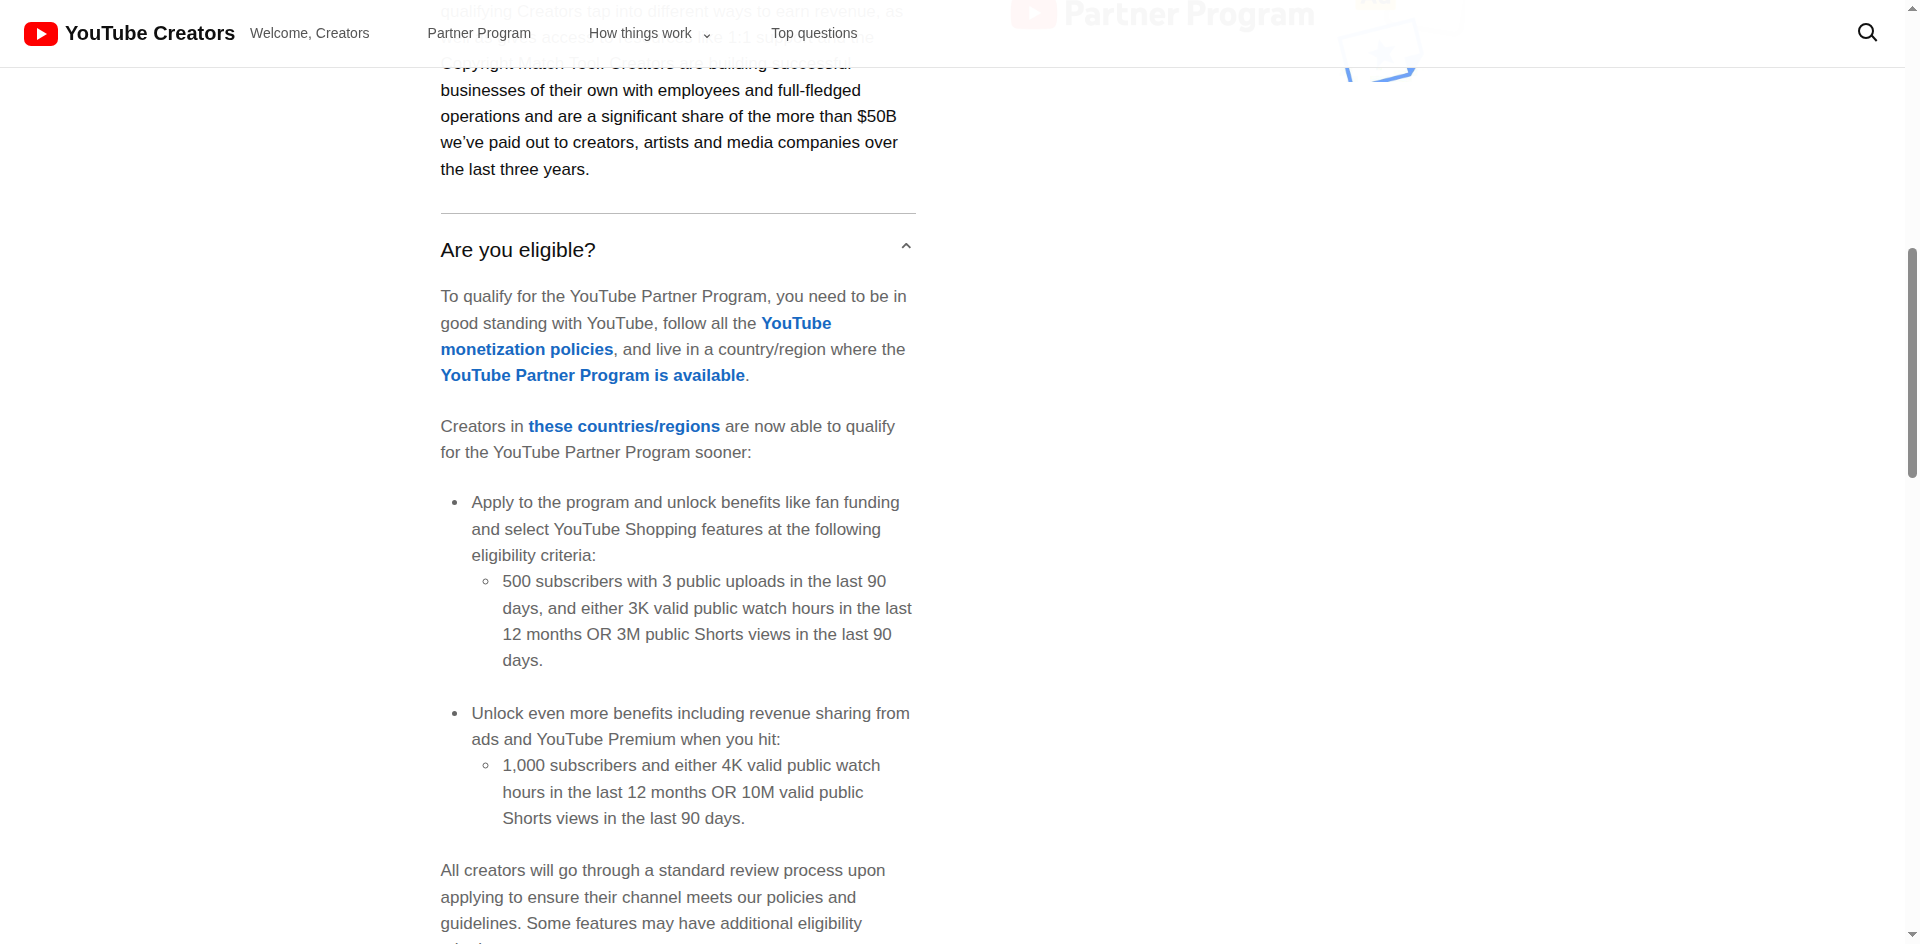 YouTube Creators Welcome, Creators Partner Program How things work Top questions
qualifying Creators tap into different ways to earn revenue, as
Partner Program
businesses of their own with employees and full-fledged
operations and are a significant share of the more than $50B
we’ve paid out to creators, artists and media companies over
the last three years.
Are you eligible?
To qualify for the YouTube Partner Program, you need to be in
good standing with YouTube, follow all the YouTube
monetization policies, and live in a country/region where the
YouTube Partner Program is available.
Creators in these countries/regions are now able to qualify
for the YouTube Partner Program sooner:
Apply to the program and unlock benefits like fan funding
and select YouTube Shopping features at the following
eligibility criteria:
500 subscribers with 3 public uploads in the last 90
days, and either 3K valid public watch hours in the last
12 months OR 3M public Shorts views in the last 90
days.
Unlock even more benefits including revenue sharing from
ads and YouTube Premium when you hit:
1,000 subscribers and either 4K valid public watch
hours in the last 12 months OR 10M valid public
Shorts views in the last 90 days.
All creators will go through a standard review process upon
applying to ensure their channel meets our policies and
guidelines. Some features may have additional eligibility